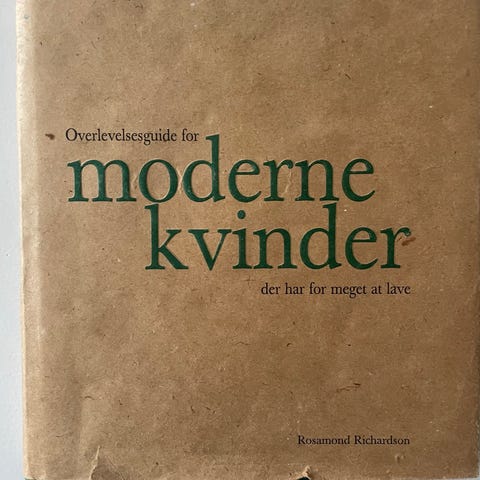 Overlevelsesguide for
moderne
kvinder
der har for meget at lave
Rosamond Richardson